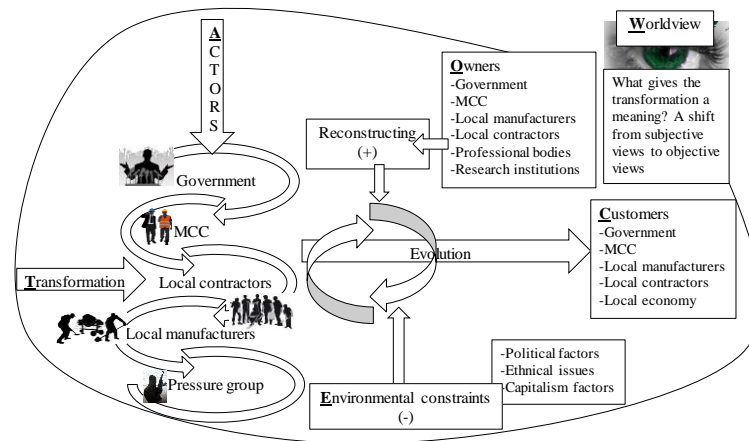 ACTORS
Worldview
What gives the
transformation a
meaning? A shift
from subjective
views to objective
views
Owners
-Government
-MCC
-Local manufacturers
-Local contractors
-Professional bodies
-Research institutions
Reconstructing
(+)
Government
MCC
Local contractors
Local manufacturers
Pressure group
Transformation
Evolution
Customers
-Government
-MCC
-Local manufacturers
-Local contractors
-Local economy
Environmental constraints
(-)
-Political factors
-Ethnical issues
-Capitalism factors